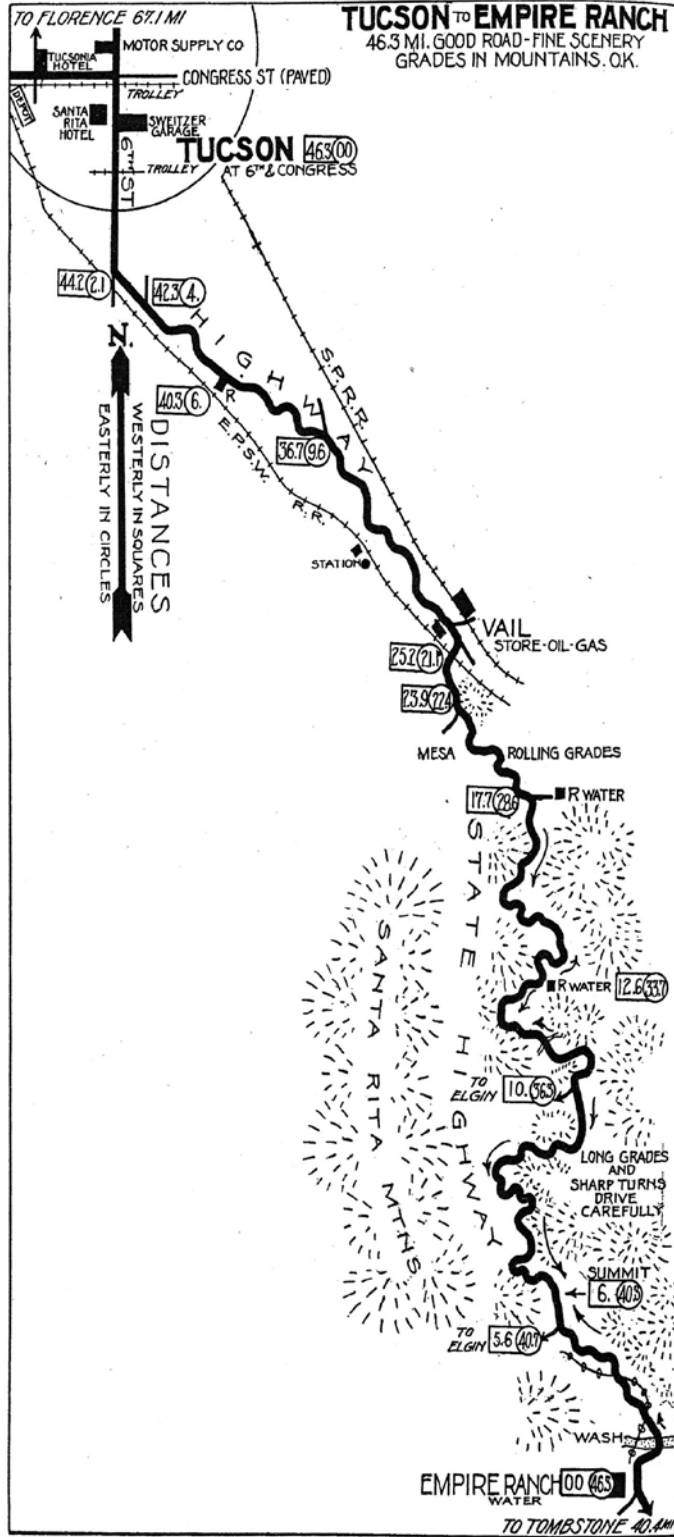 TO FLORENCE 67.1 MI
TUCSON TO EMPIRE RANCH
46.3 MI. GOOD ROAD-FINE SCENERY
GRADES IN MOUNTAINS. O.K.
TUCSONIA
HOTEL
MOTOR SUPPLY CO
CONGRESS ST (PAVED)
TROLLEY
DEPOT
SANTA
RITA
HOTEL
SWEITZER
GARAGE
6TH ST
TUCSON 46.3 00
AT 6TH & CONGRESS
TROLLEY
44.2 2.1
42.3 4.
N.
HIGHWAY
S.P.R.R.
40.3 6.
R
E.P.S.W.
R.R.
36.7 9.6
DISTANCES
WESTERLY IN SQUARES
EASTERLY IN CIRCLES
STATION
VAIL
STORE-OIL-GAS
25.2 21.1
23.9 22.4
MESA
ROLLING GRADES
17.7 28.6
R WATER
STATE HIGHWAY
SANTA RITA MTNS
R WATER
12.6 33.7
TO
ELGIN
10. 36.3
LONG GRADES
AND
SHARP TURNS
DRIVE
CAREFULLY
SUMMIT
6. 40.3
TO
ELGIN
5.6 40.7
WASH
EMPIRE RANCH 00 46.3
WATER
TO TOMBSTONE 40.4 MI